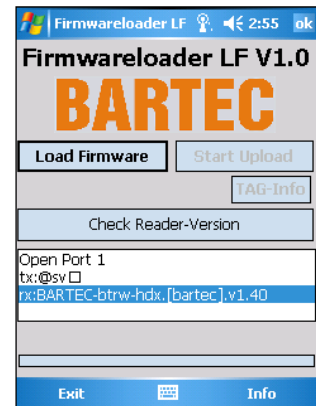 Firmwareloader LF 2:55 ok
Firmwareloader LF V1.0
BARTEC
Load Firmware Start Upload
TAG-Info
Check Reader-Version
Open Port 1
tx:@sv□
rx:BARTEC-btrw-hdx.[bartec].v1.40
Exit Info